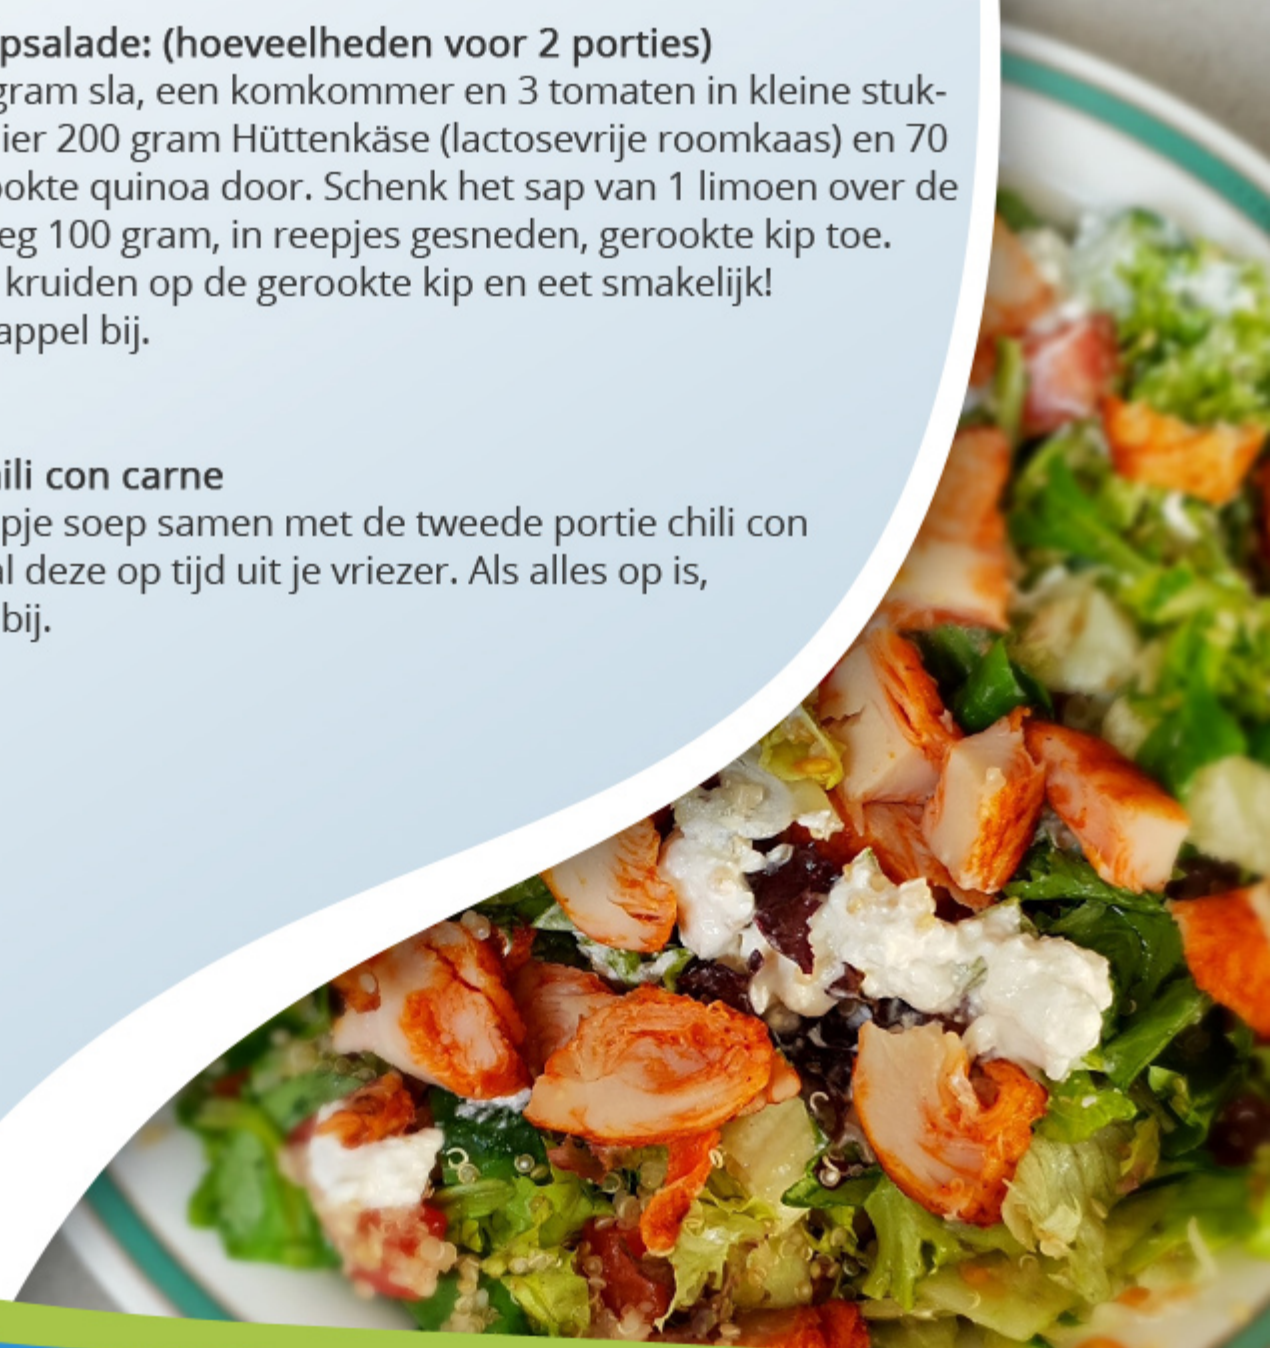 psalade: (hoeveelheden voor 2 porties)
gram sla, een komkommer en 3 tomaten in kleine stuk-
ier 200 gram Hüttenkäse (lactosevrije roomkaas) en 70
ookte quinoa door. Schenk het sap van 1 limoen over de
eg 100 gram, in reepjes gesneden, gerookte kip toe.
kruiden op de gerookte kip en eet smakelijk!
appel bij.
ili con carne
pje soep samen met de tweede portie chili con
al deze op tijd uit je vriezer. Als alles op is,
bij.